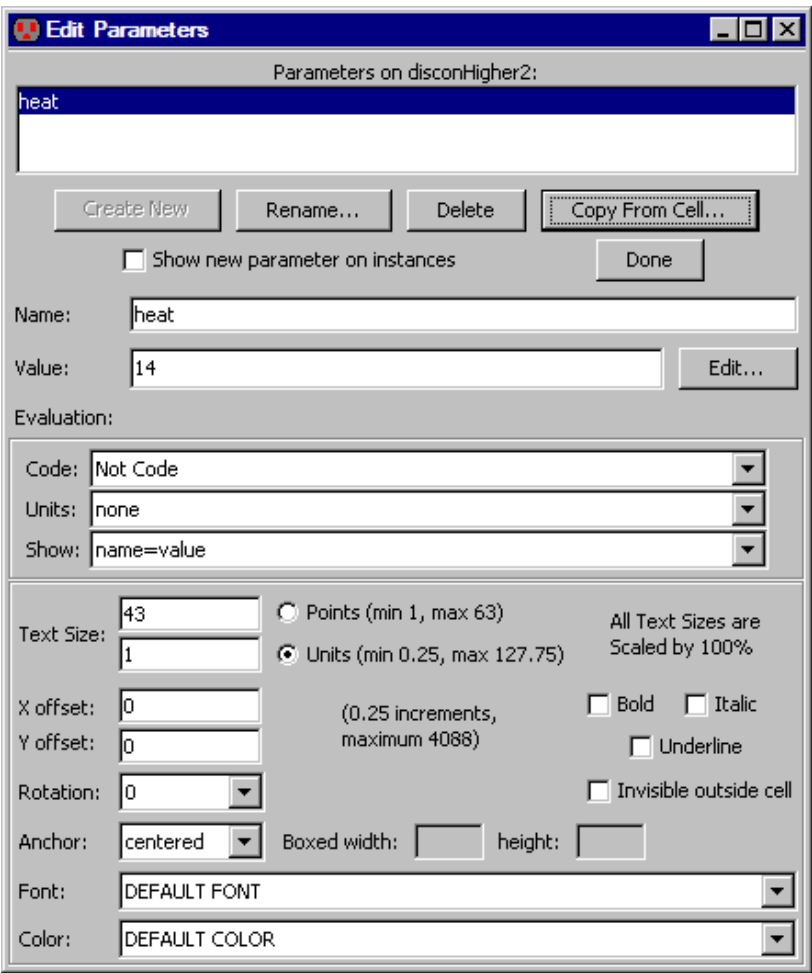 Edit Parameters
Parameters on disconHigher2:
heat
Create New Rename... Delete Copy From Cell...
Show new parameter on instances Done
Name: heat
Value: 14 Edit...
Evaluation:
Code: Not Code
Units: none
Show: name=value
Text Size: 43 Points (min 1, max 63) All Text Sizes are
1 Units (min 0.25, max 127.75) Scaled by 100%
X offset: 0 (0.25 increments, Bold Italic
Y offset: 0 maximum 4088) Underline
Rotation: 0 Invisible outside cell
Anchor: centered Boxed width: height:
Font: DEFAULT FONT
Color: DEFAULT COLOR